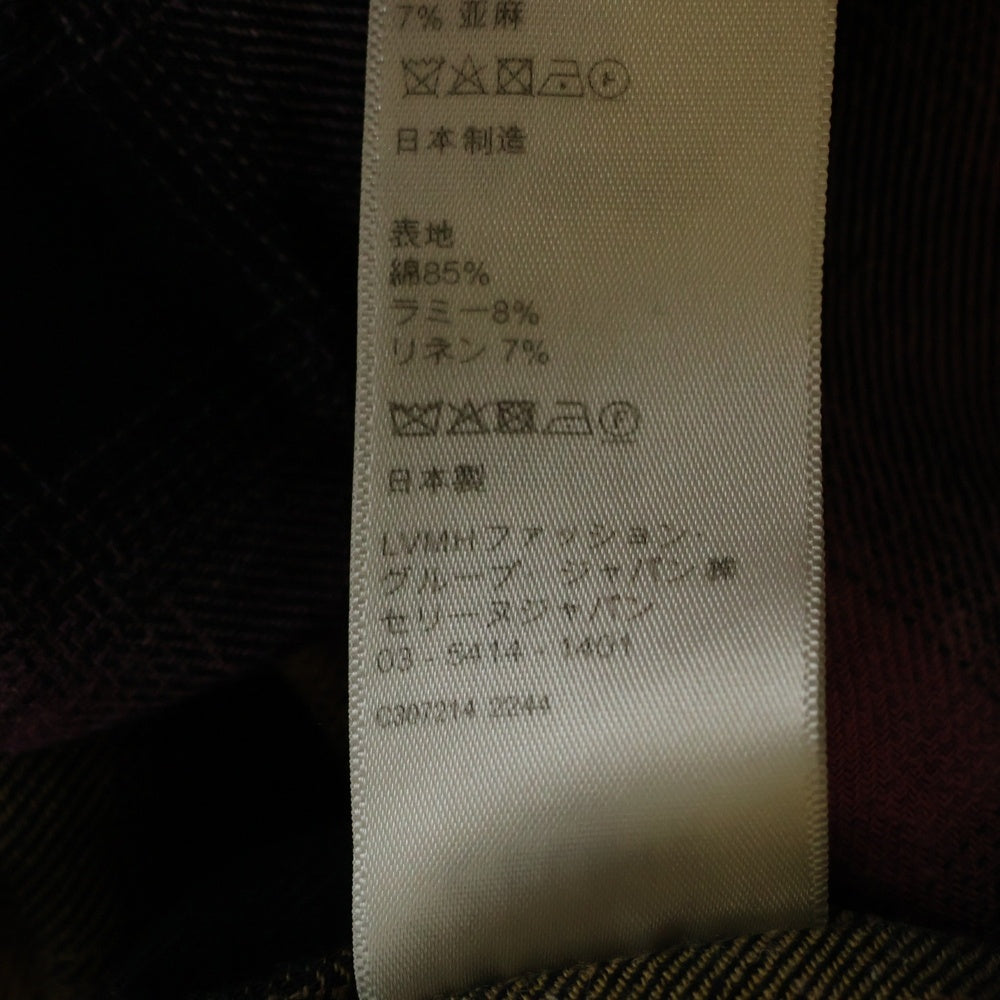 7% 亚麻
日本制造
表地
綿85%
ラミー8%
リネン 7%
日本製
LVMHファッション・
グループ・ジャパン㈱
セリーヌジャパン
03 - 5414 - 1401
0307214 2244